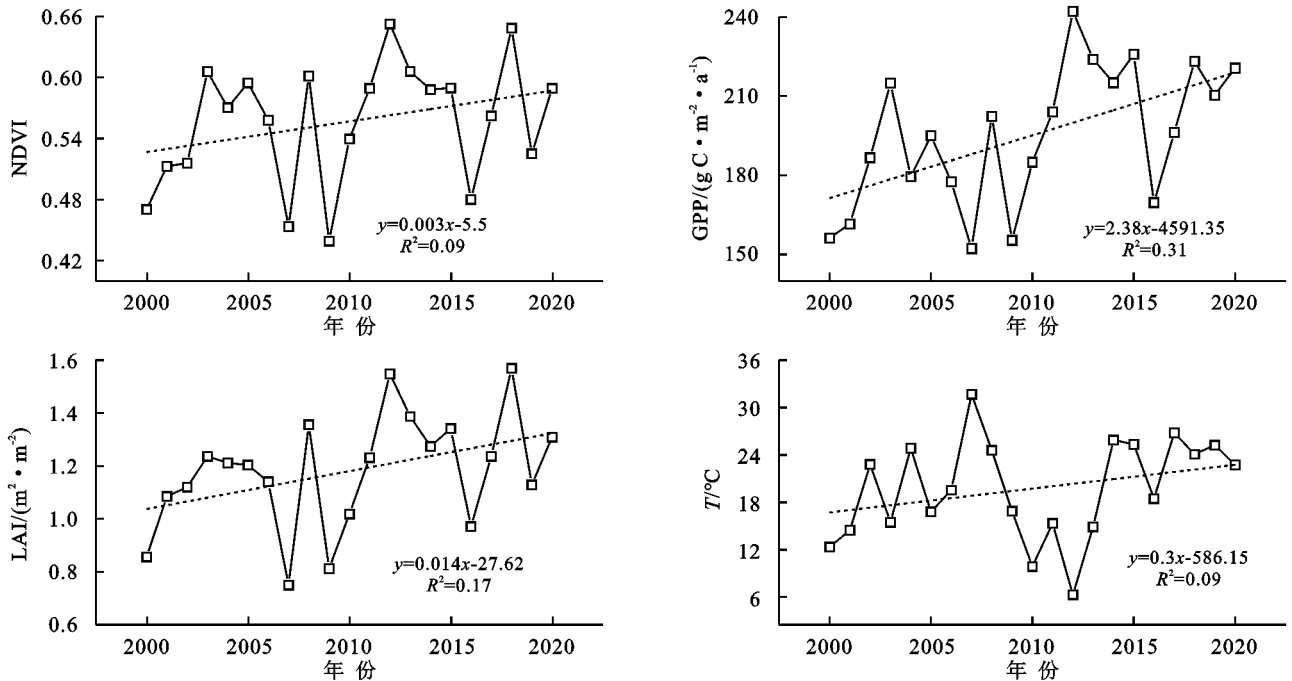 0.66
0.60
0.54
0.48
0.42
NDVI
y=0.003x-5.5
R²=0.09
2000 2005 2010 2015 2020
年 份
240
210
180
150
GPP/(g C • m⁻² • a⁻¹)
y=2.38x-4591.35
R²=0.31
2000 2005 2010 2015 2020
年 份
1.6
1.4
1.2
1.0
0.8
0.6
LAI/(m² • m⁻²)
y=0.014x-27.62
R²=0.17
2000 2005 2010 2015 2020
年 份
36
30
24
18
12
6
T/℃
y=0.3x-586.15
R²=0.09
2000 2005 2010 2015 2020
年 份